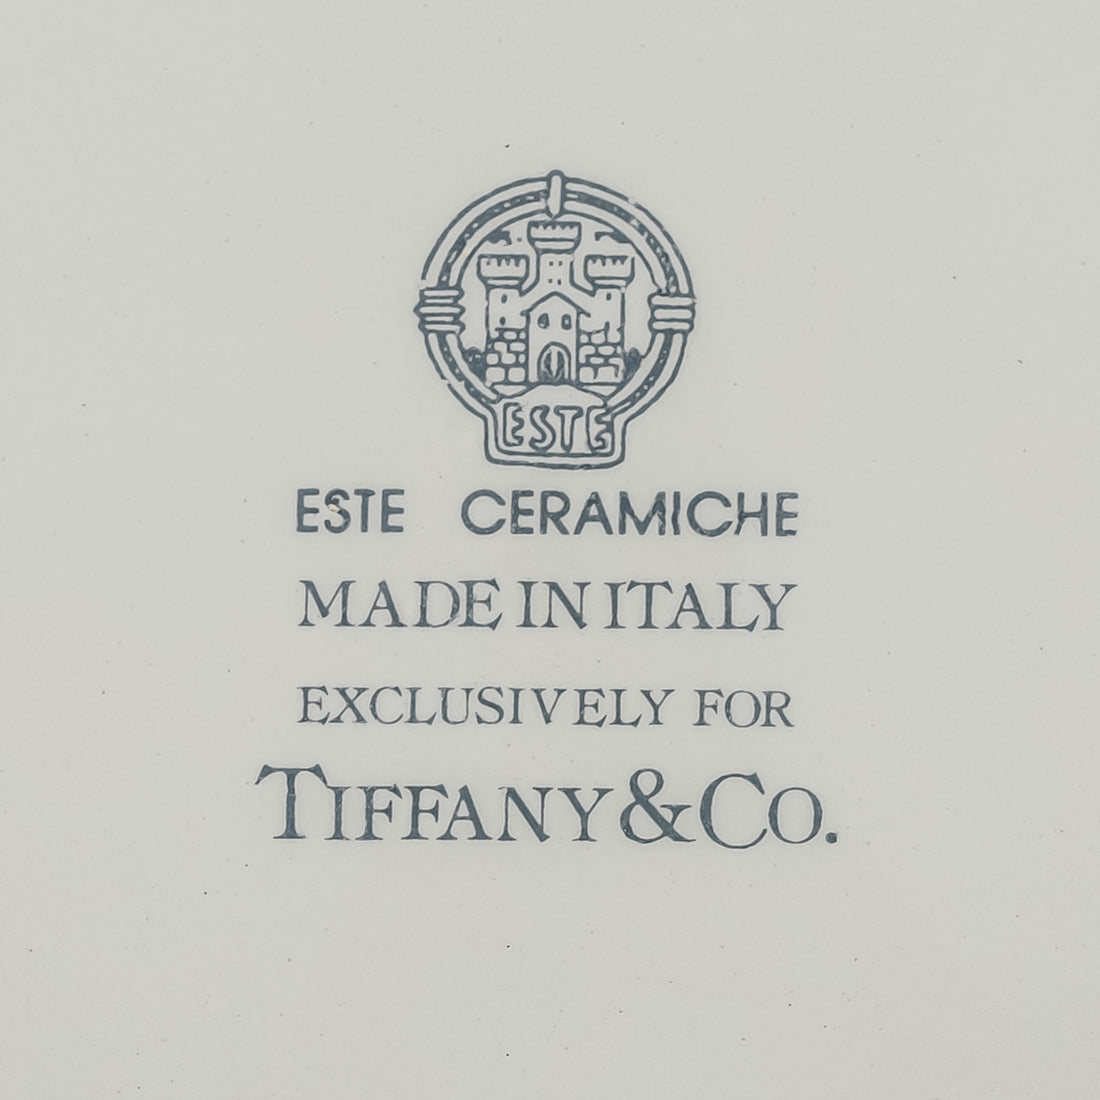 ESTE
ESTE CERAMICHE
MADE IN ITALY
EXCLUSIVELY FOR
TIFFANY & CO.